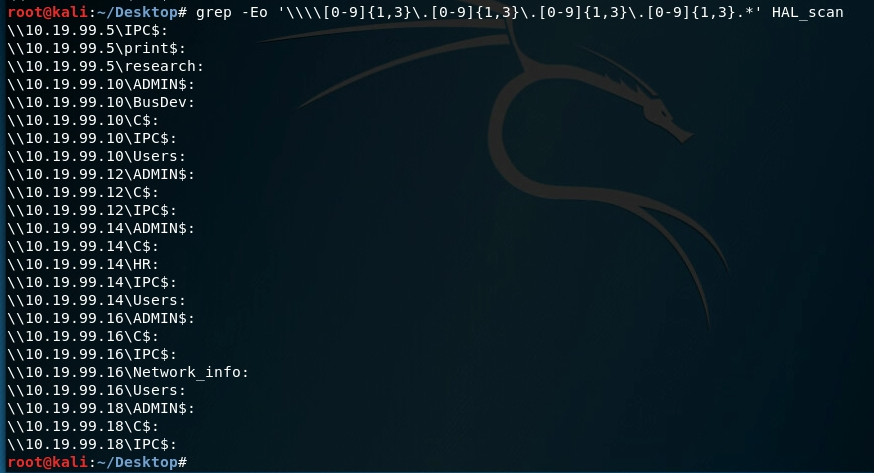 root@kali:~/Desktop# grep -Eo '\\\\[0-9]{1,3}\.[0-9]{1,3}\.[0-9]{1,3}\.[0-9]{1,3}.*' HAL_scan
\\10.19.99.5\IPC$:
\\10.19.99.5\print$:
\\10.19.99.5\research:
\\10.19.99.10\ADMIN$:
\\10.19.99.10\BusDev:
\\10.19.99.10\C$:
\\10.19.99.10\IPC$:
\\10.19.99.10\Users:
\\10.19.99.12\ADMIN$:
\\10.19.99.12\C$:
\\10.19.99.12\IPC$:
\\10.19.99.14\ADMIN$:
\\10.19.99.14\C$:
\\10.19.99.14\HR:
\\10.19.99.14\IPC$:
\\10.19.99.14\Users:
\\10.19.99.16\ADMIN$:
\\10.19.99.16\C$:
\\10.19.99.16\IPC$:
\\10.19.99.16\Network_info:
\\10.19.99.16\Users:
\\10.19.99.18\ADMIN$:
\\10.19.99.18\C$:
\\10.19.99.18\IPC$:
root@kali:~/Desktop#